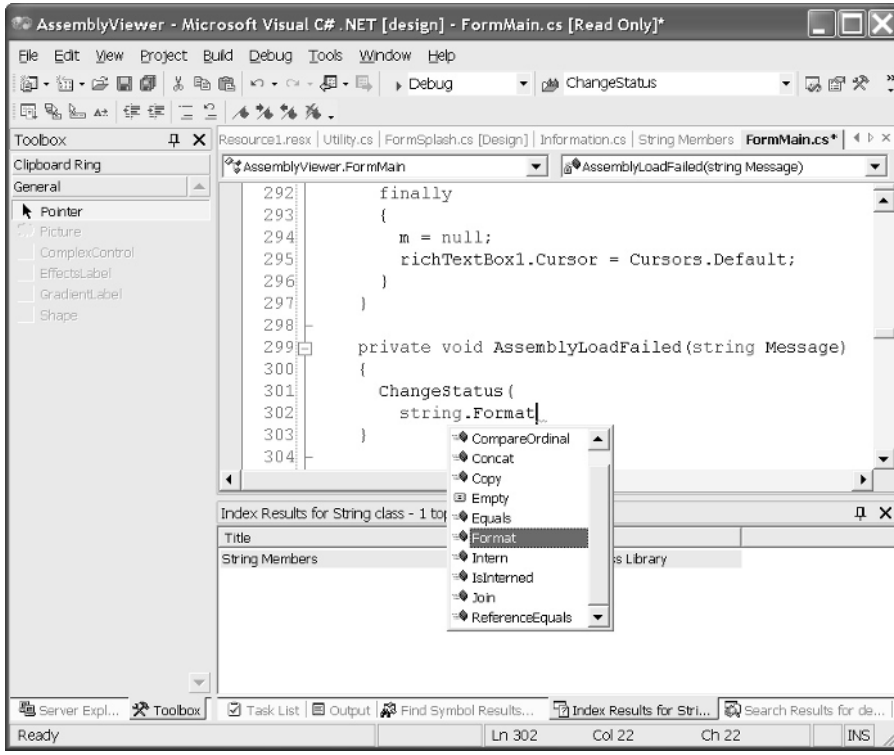 AssemblyViewer - Microsoft Visual C# .NET [design] - FormMain.cs [Read Only]*
File Edit View Project Build Debug Tools Window Help
Debug ChangeStatus
Toolbox
Clipboard Ring
General
Pointer
Picture
ComplexControl
EffectsLabel
GradientLabel
Shape
Resource1.resx | Utility.cs | FormSplash.cs [Design] | Information.cs | String Members FormMain.cs*
AssemblyViewer.FormMain AssemblyLoadFailed(string Message)
292 finally
293 {
294 m = null;
295 richTextBox1.Cursor = Cursors.Default;
296 }
297 }
298
299 private void AssemblyLoadFailed(string Message)
300 {
301 ChangeStatus(
302 string.Format
303 }
304
CompareOrdinal
Concat
Copy
Empty
Equals
Format
Intern
IsInterned
Join
ReferenceEquals
Index Results for String class - 1 top
Title
String Members s Library
Server Expl... Toolbox
Task List Output Find Symbol Results... Index Results for Stri... Search Results for de...
Ready Ln 302 Col 22 Ch 22 INS